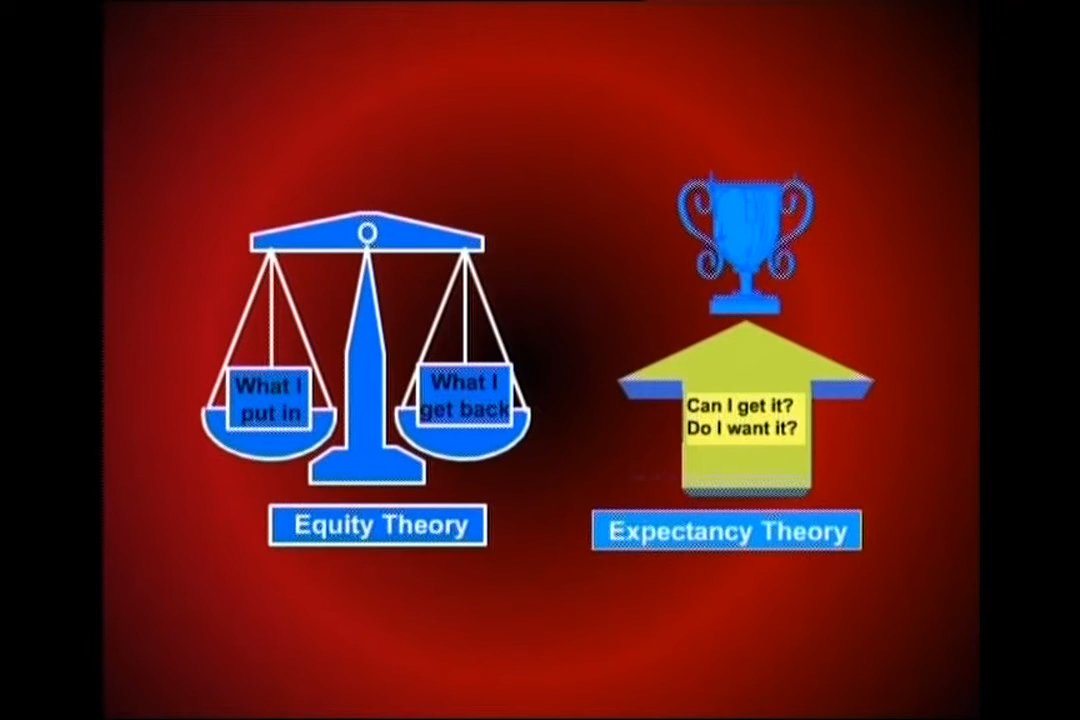 What I
put in
What I
get back
Equity Theory
Can I get it?
Do I want it?
Expectancy Theory